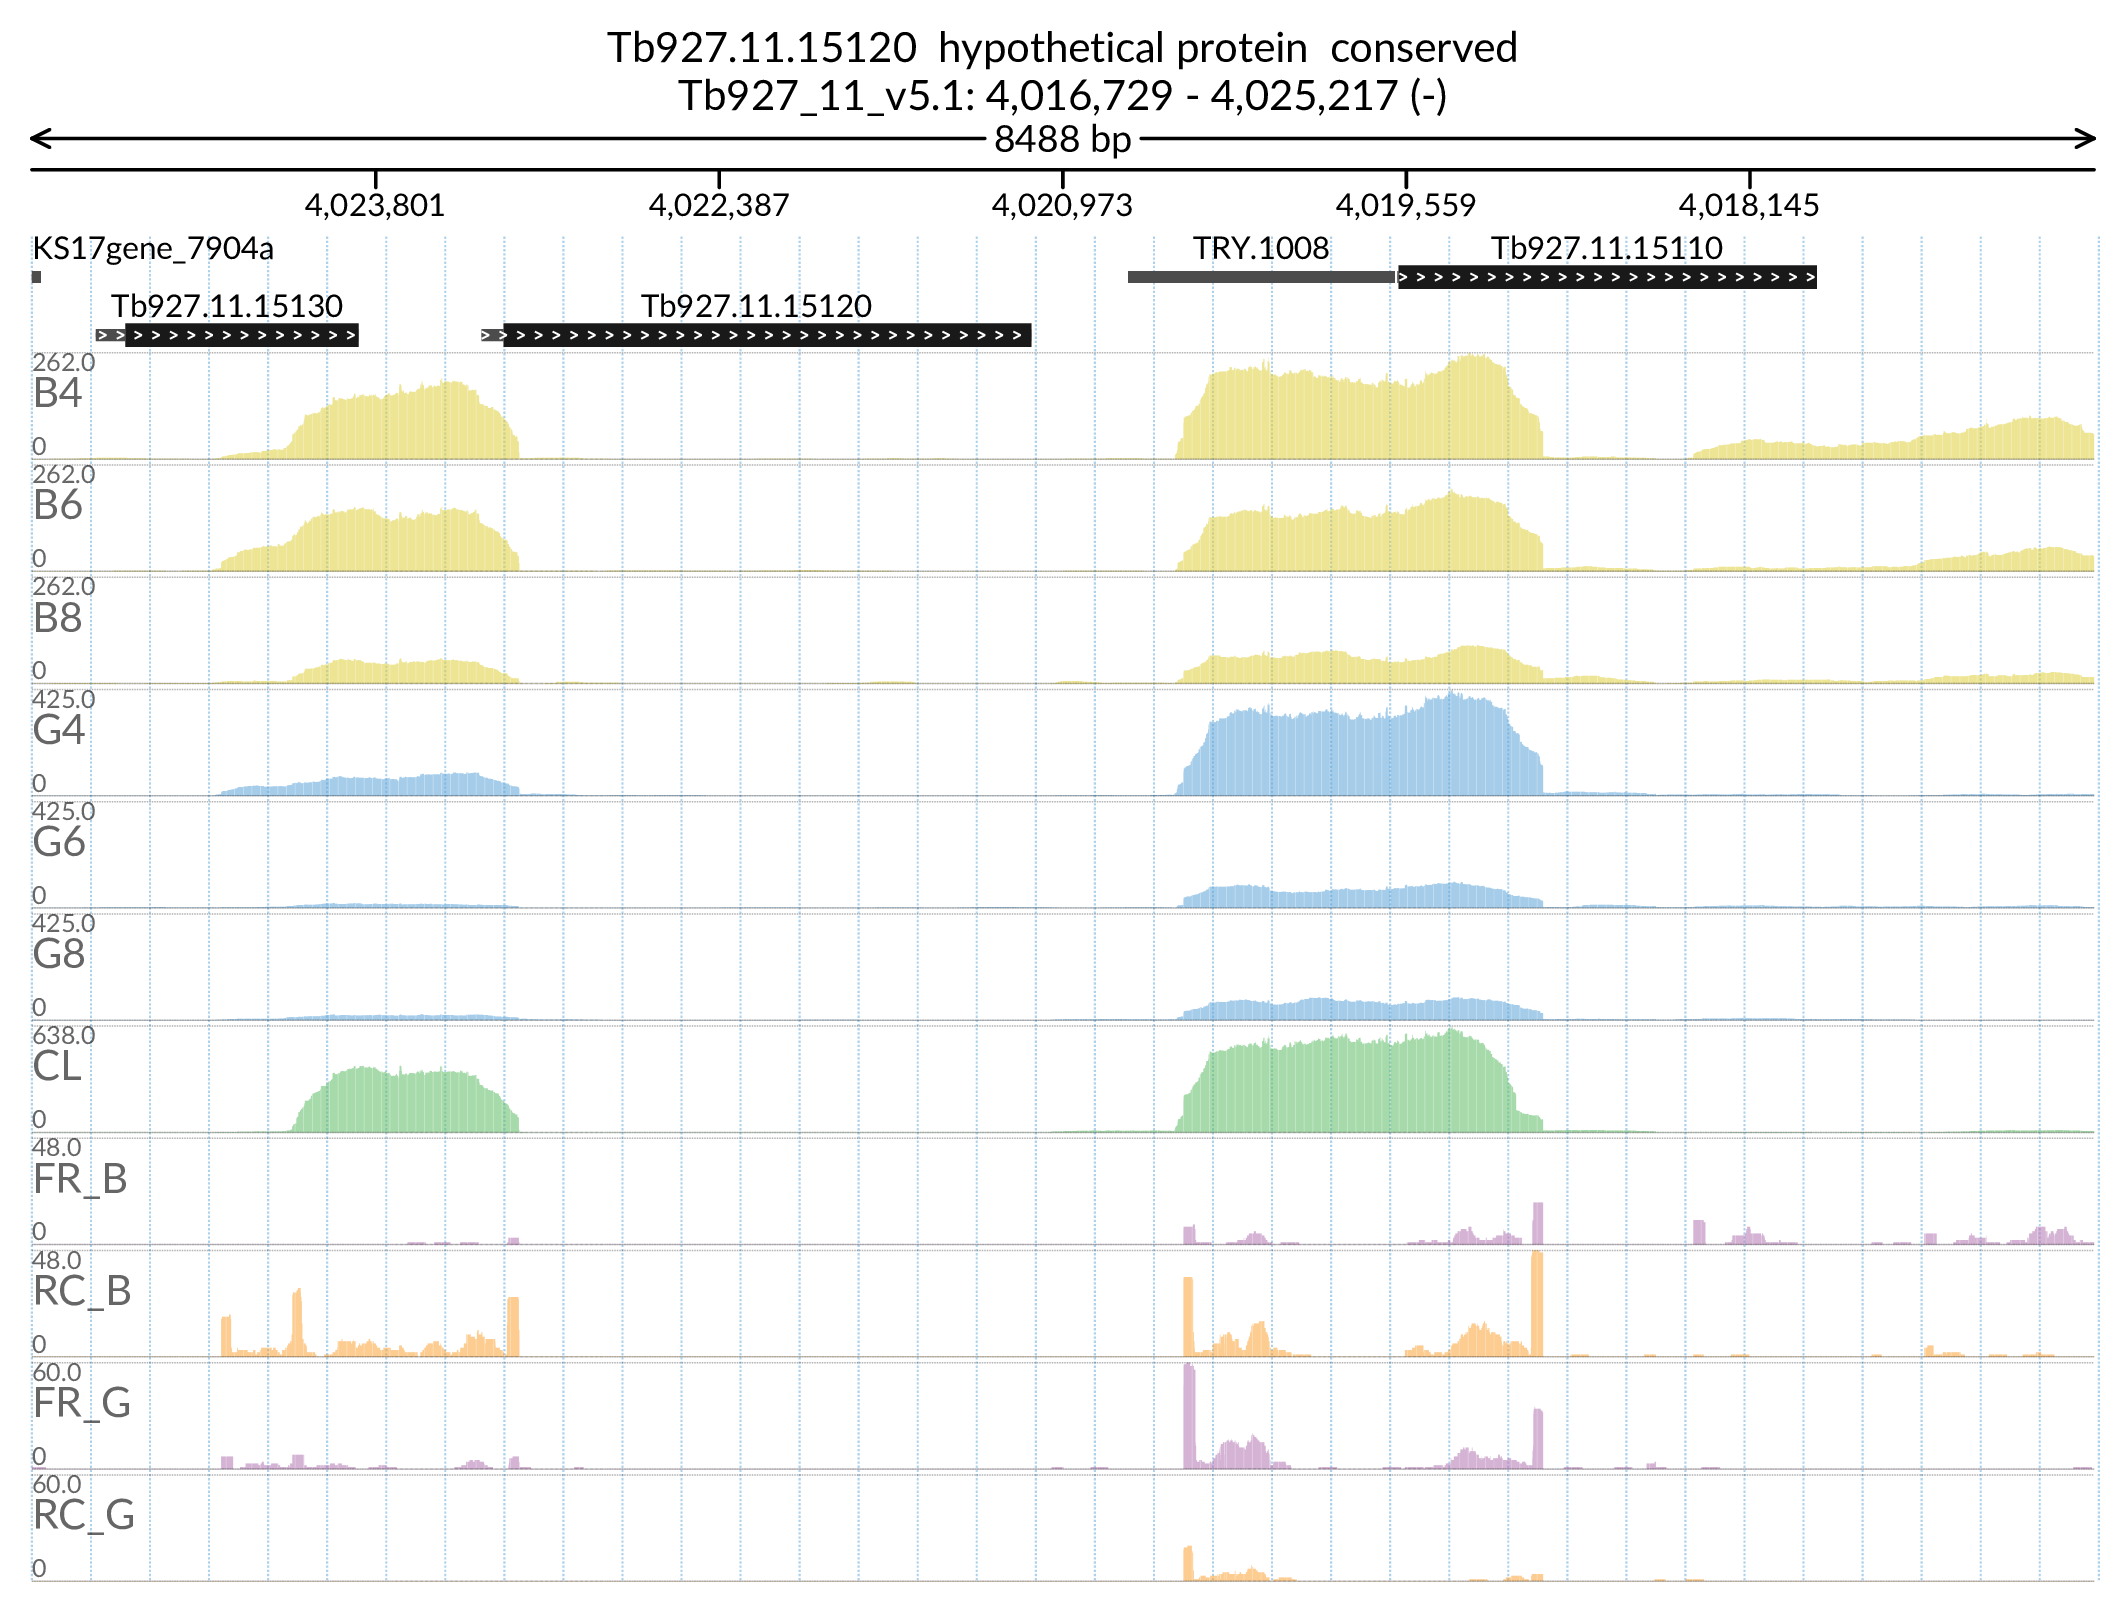 Tb927.11.15120 hypothetical protein conserved
Tb927_11_v5.1: 4,016,729 - 4,025,217 (-)
8488 bp
4,023,801 4,022,387 4,020,973 4,019,559 4,018,145
KS17gene_7904a TRY.1008 Tb927.11.15110
Tb927.11.15130 Tb927.11.15120
262.0
B4
0
262.0
B6
0
262.0
B8
0
425.0
G4
0
425.0
G6
0
425.0
G8
0
638.0
CL
0
48.0
FR_B
0
48.0
RC_B
0
60.0
FR_G
0
60.0
RC_G
0